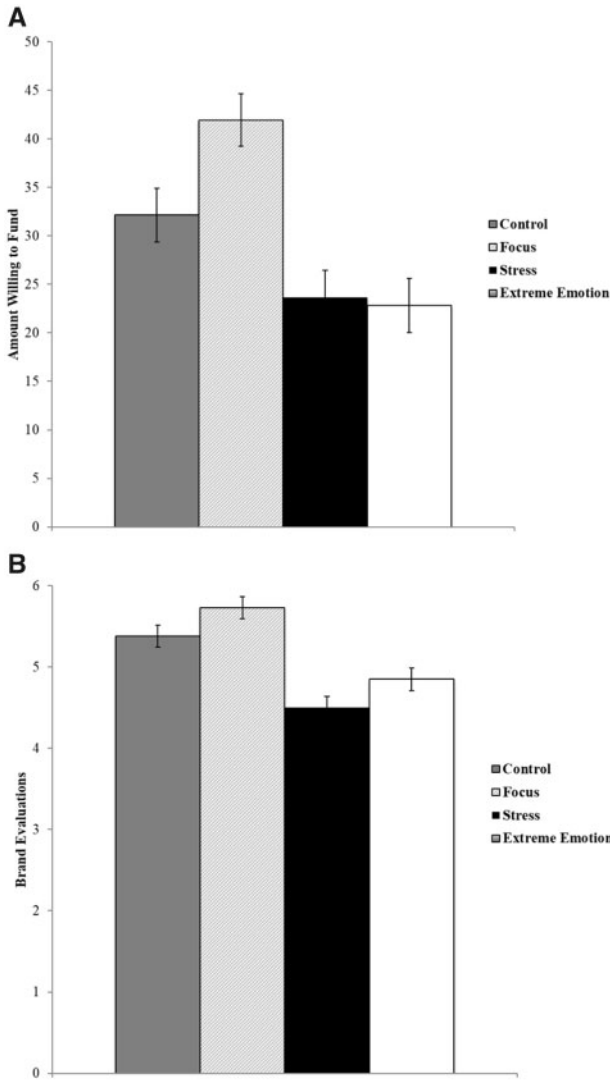 A
50
45
40
35
30
25
20
15
10
5
0
Amount Willing to Fund
Control
Focus
Stress
Extreme Emotion
B
6
5
4
3
2
1
0
Brand Evaluations
Control
Focus
Stress
Extreme Emotion